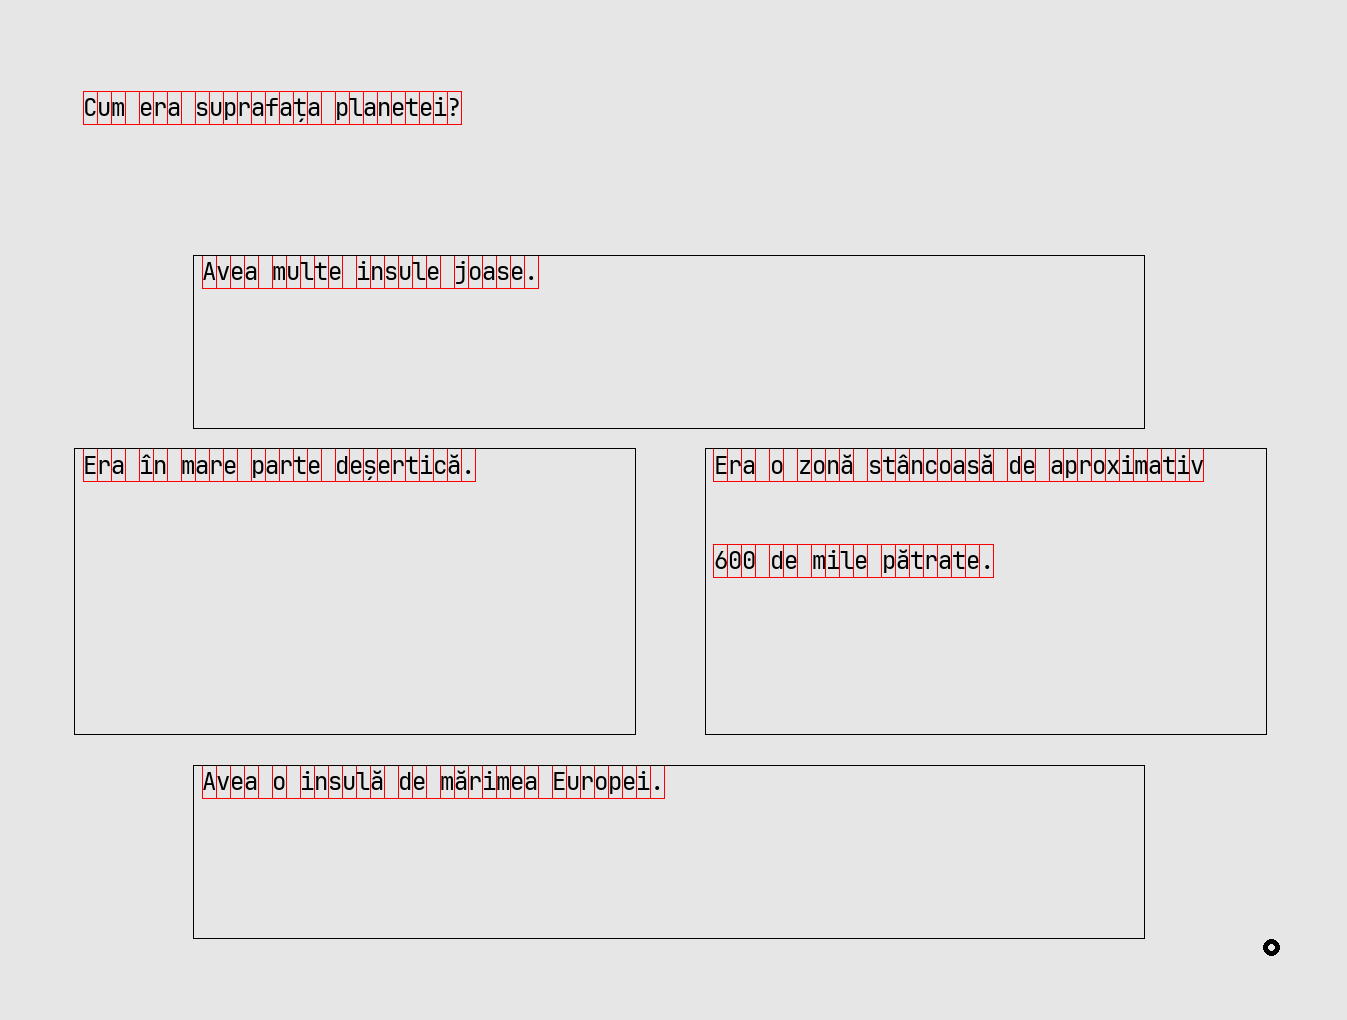 Cum era suprafața planetei?
Avea multe insule joase.
Era în mare parte deșertică.
Era o zonă stâncoasă de aproximativ
600 de mile pătrate.
Avea o insulă de mărimea Europei.